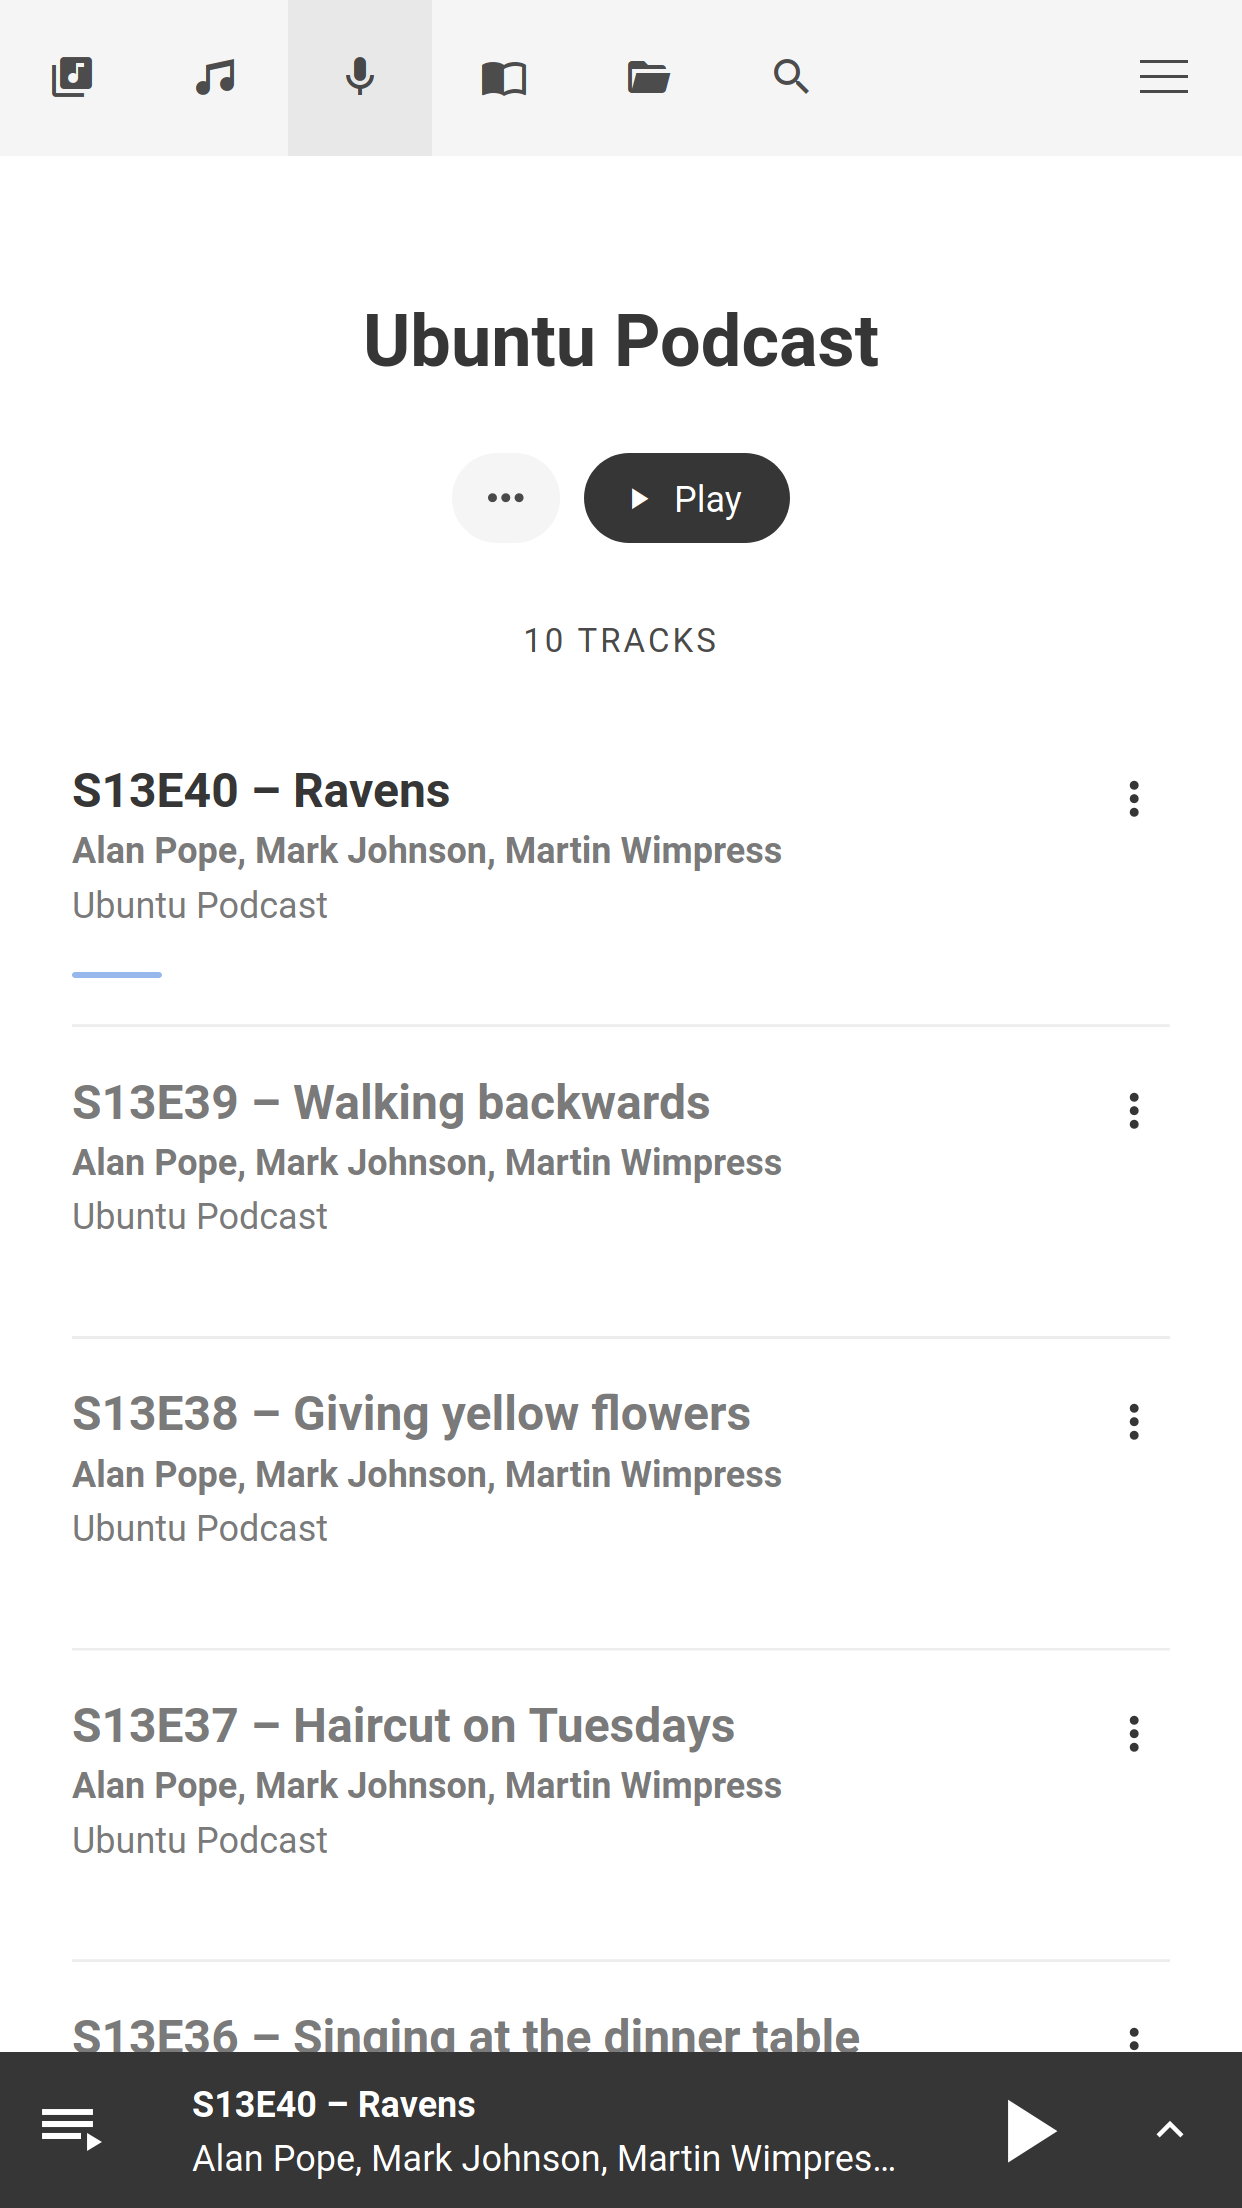 Ubuntu Podcast
Play
10 TRACKS
S13E40 – Ravens
Alan Pope, Mark Johnson, Martin Wimpress
Ubuntu Podcast
S13E39 – Walking backwards
Alan Pope, Mark Johnson, Martin Wimpress
Ubuntu Podcast
S13E38 – Giving yellow flowers
Alan Pope, Mark Johnson, Martin Wimpress
Ubuntu Podcast
S13E37 – Haircut on Tuesdays
Alan Pope, Mark Johnson, Martin Wimpress
Ubuntu Podcast
S13E36 – Singing at the dinner table
S13E40 – Ravens
Alan Pope, Mark Johnson, Martin Wimpres…